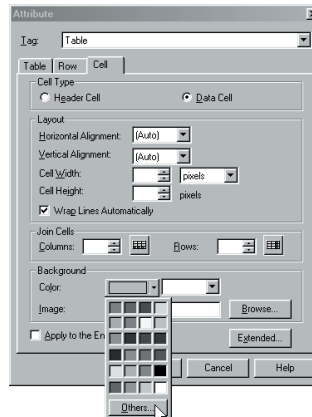 Attribute
Tag: Table
Table Row Cell
Cell Type
Header Cell Data Cell
Layout
Horizontal Alignment: (Auto)
Vertical Alignment: (Auto)
Cell Width: pixels
Cell Height: pixels
Wrap Lines Automatically
Join Cells
Columns: Rows:
Background
Color:
Image: Browse...
Apply to the En Extended...
Cancel Help
Others...